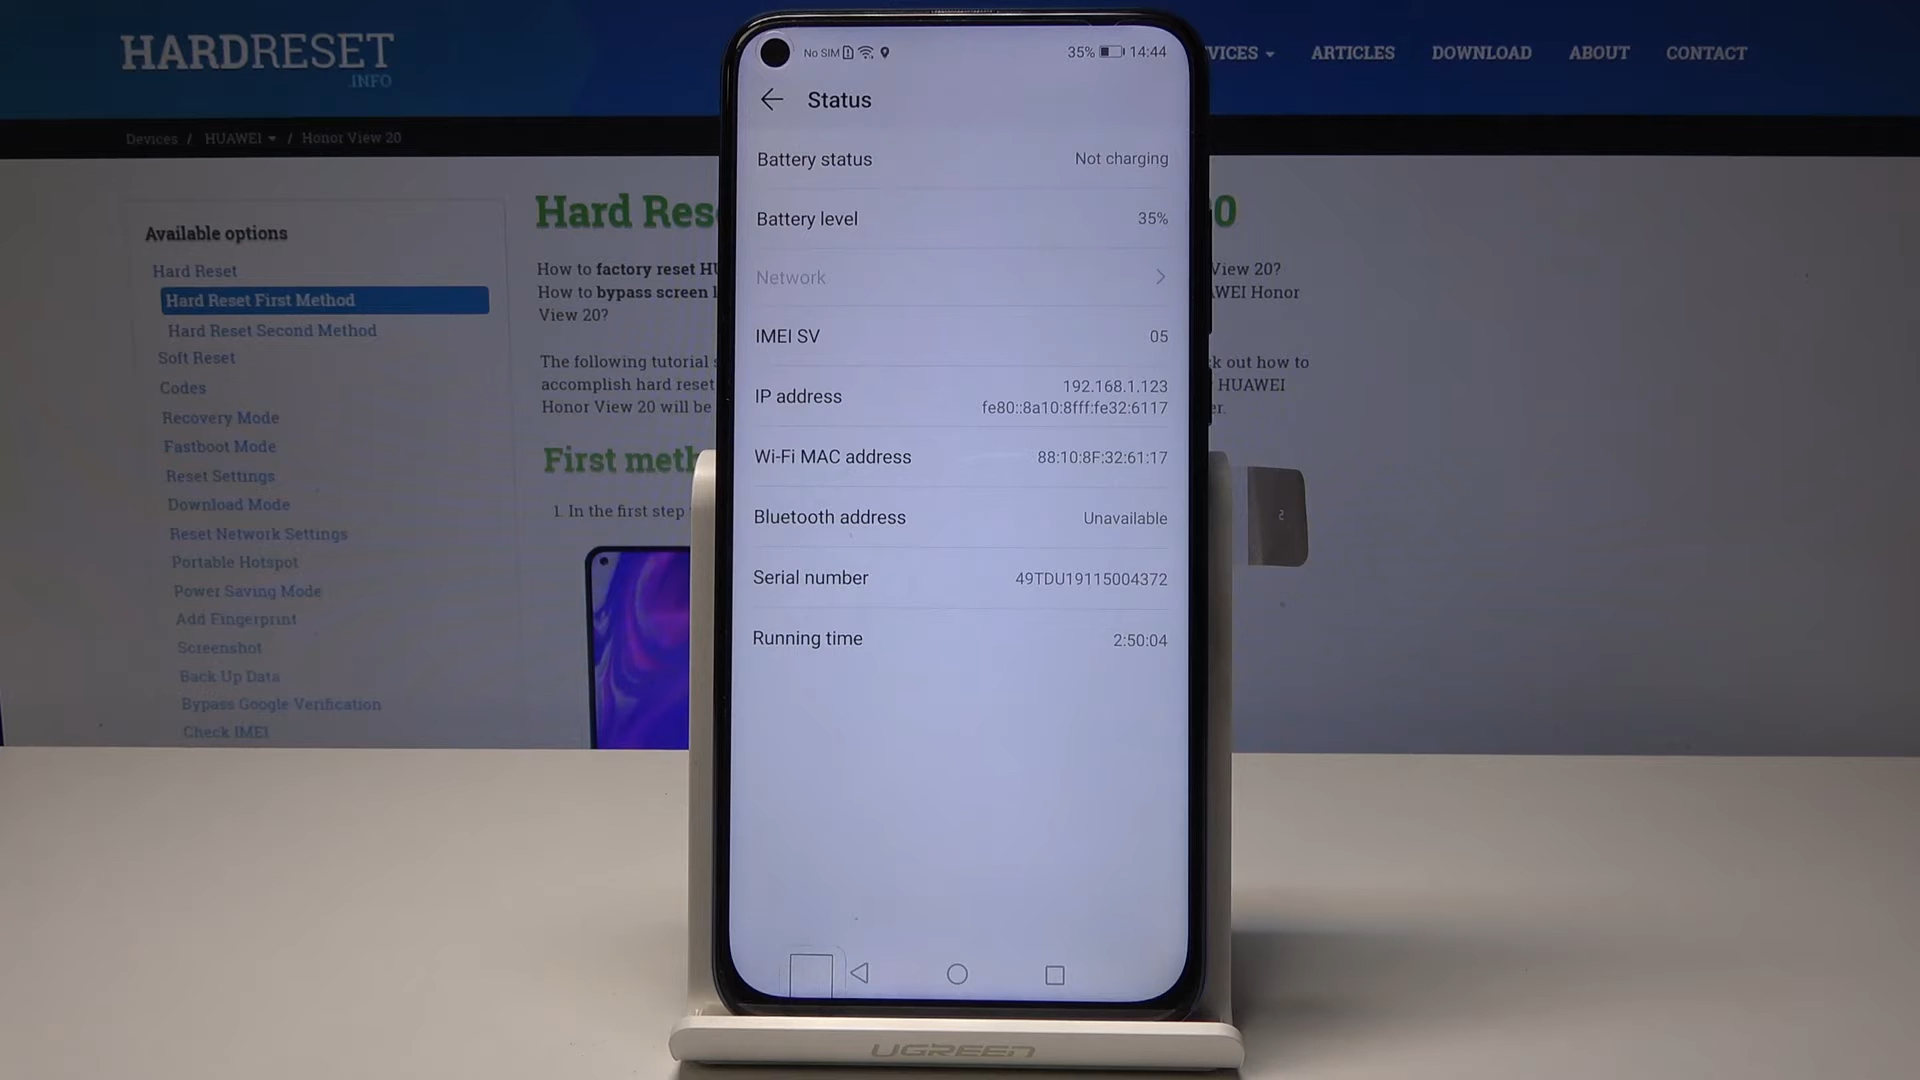 HARDRESET
.INFO
VICES
ARTICLES
DOWNLOAD
ABOUT
CONTACT
Devices / HUAWEI / Honor View 20
Available options
Hard Reset
Hard Reset First Method
Hard Reset Second Method
Soft Reset
Codes
Recovery Mode
Fastboot Mode
Reset Settings
Download Mode
Reset Network Settings
Portable Hotspot
Power Saving Mode
Add Fingerprint
Screenshot
Back Up Data
Bypass Google Verification
Check IMEI
Hard Res
0
How to factory reset HU
View 20?
How to bypass screen l
AWEI Honor
View 20?
The following tutorial s
ck out how to
accomplish hard reset
HUAWEI
Honor View 20 will be
er.
First meth
1. In the first step
No SIM
35% 14:44
Status
Battery status Not charging
Battery level 35%
Network
IMEI SV 05
IP address 192.168.1.123
fe80::8a10:8fff:fe32:6117
Wi-Fi MAC address 88:10:8F:32:61:17
Bluetooth address Unavailable
Serial number 49TDU19115004372
Running time 2:50:04
UGREEN